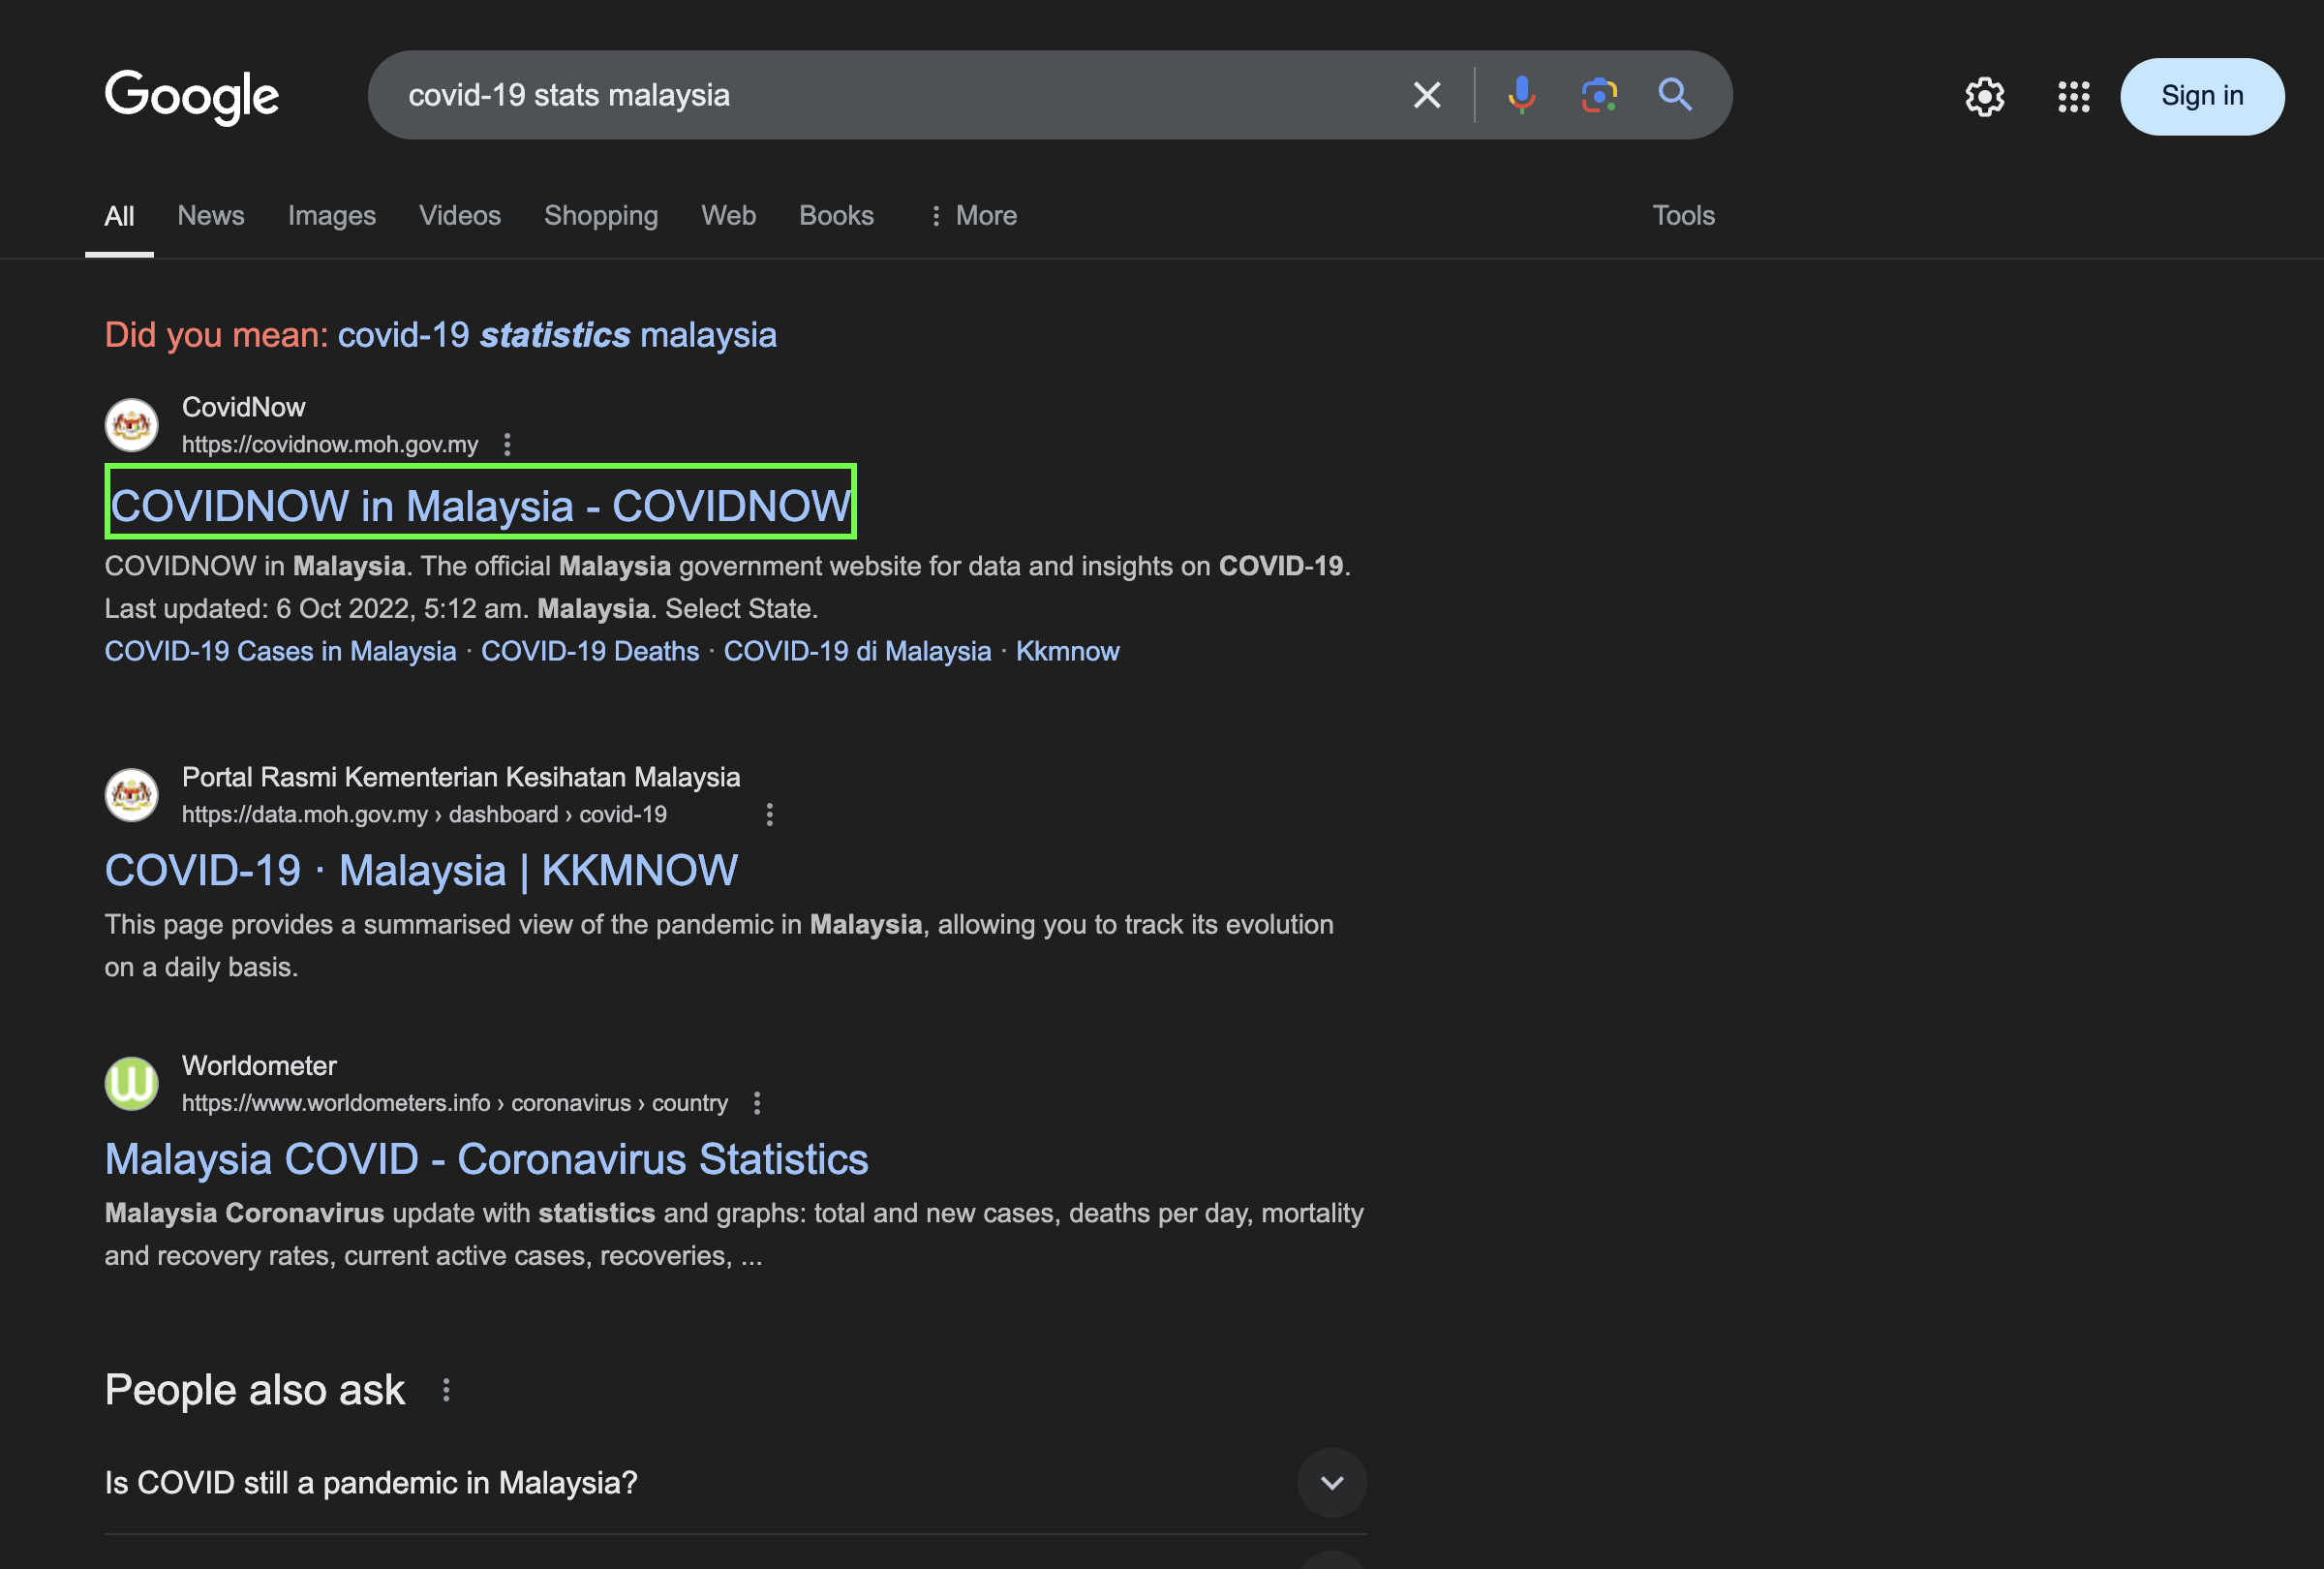 Google
covid-19 stats malaysia
Sign in
All
News
Images
Videos
Shopping
Web
Books
More
Tools
Did you mean: covid-19 statistics malaysia
CovidNow
https://covidnow.moh.gov.my
COVIDNOW in Malaysia - COVIDNOW
COVIDNOW in Malaysia. The official Malaysia government website for data and insights on COVID-19.
Last updated: 6 Oct 2022, 5:12 am. Malaysia. Select State.
COVID-19 Cases in Malaysia · COVID-19 Deaths · COVID-19 di Malaysia · Kkmnow
Portal Rasmi Kementerian Kesihatan Malaysia
https://data.moh.gov.my › dashboard › covid-19
COVID-19 · Malaysia | KKMNOW
This page provides a summarised view of the pandemic in Malaysia, allowing you to track its evolution
on a daily basis.
W
Worldometer
https://www.worldometers.info › coronavirus › country
Malaysia COVID - Coronavirus Statistics
Malaysia Coronavirus update with statistics and graphs: total and new cases, deaths per day, mortality
and recovery rates, current active cases, recoveries, ...
People also ask
Is COVID still a pandemic in Malaysia?